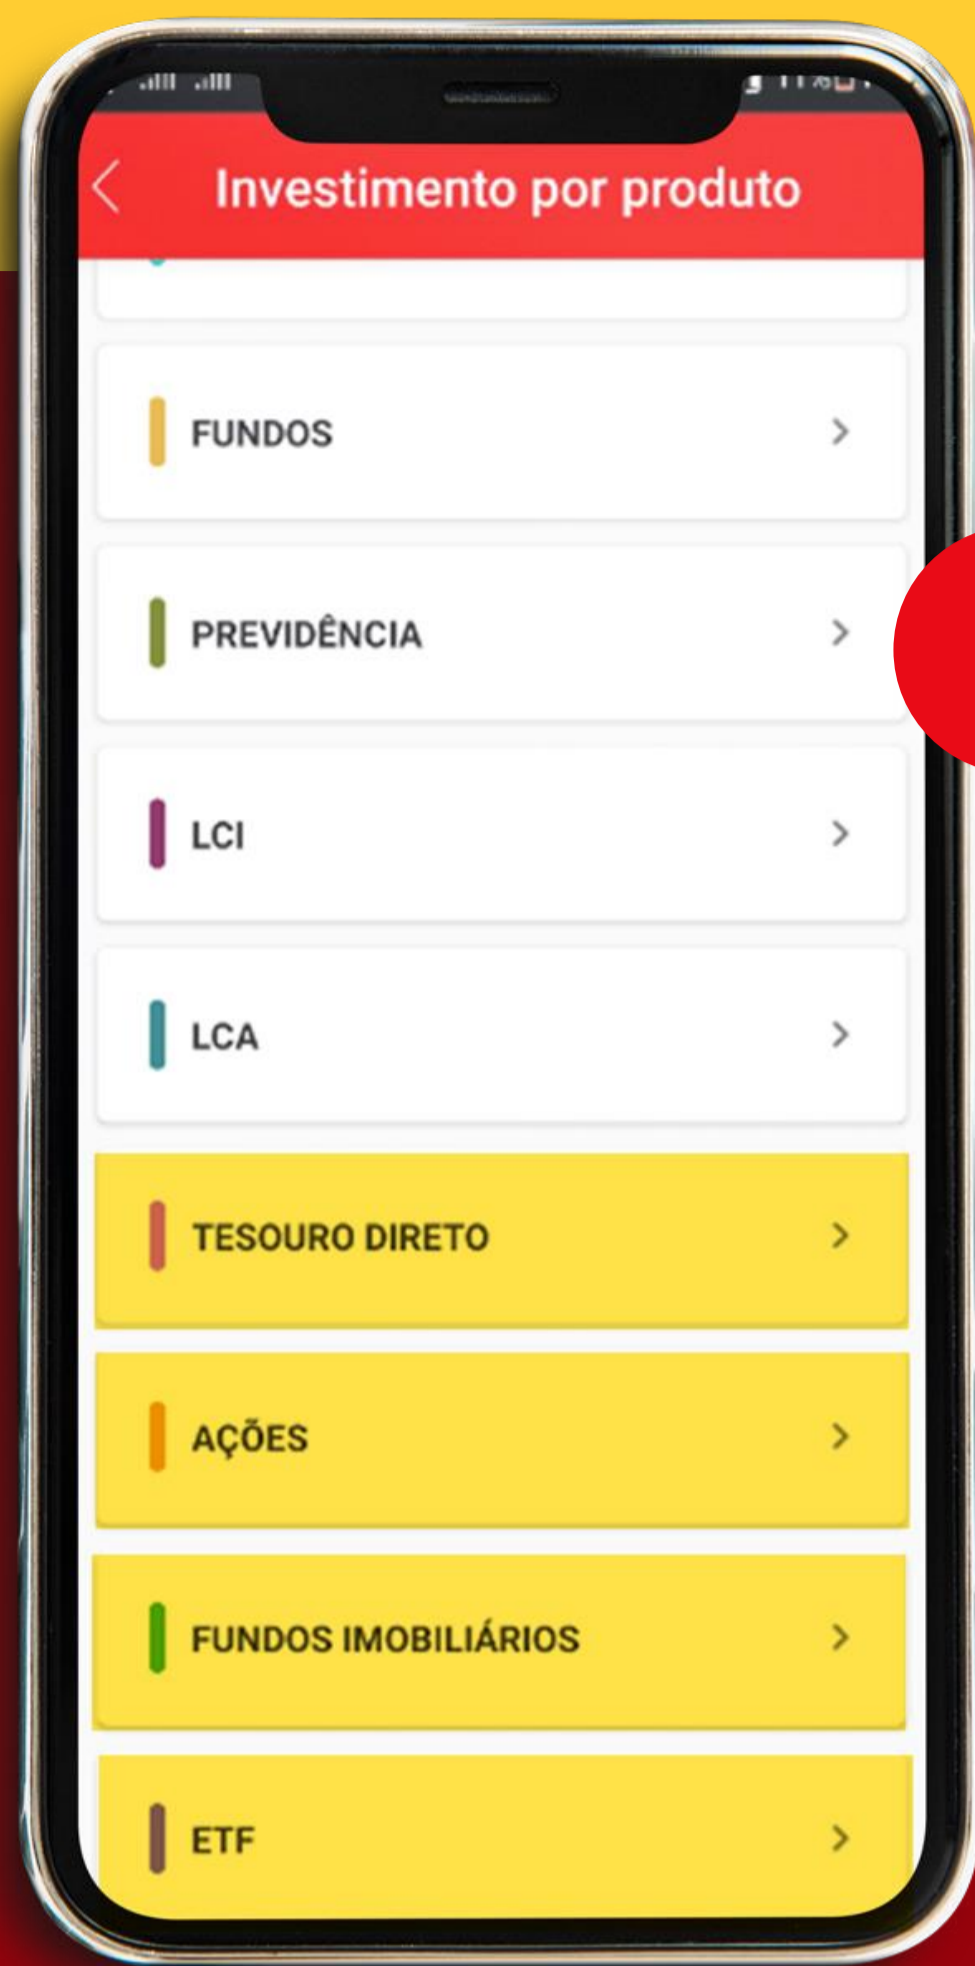 Investimento por produto
FUNDOS
PREVIDÊNCIA
LCI
LCA
TESOURO DIRETO
AÇÕES
FUNDOS IMOBILIÁRIOS
ETF